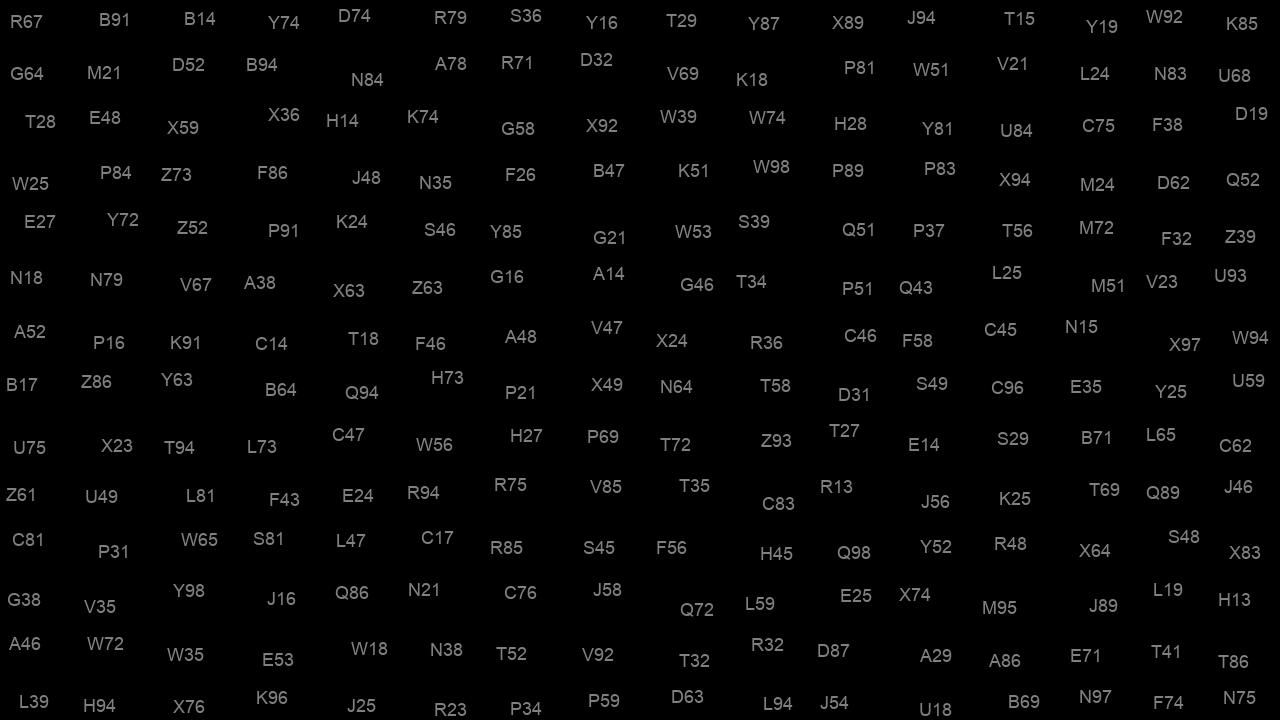 R67 B91 B14 Y74 D74 R79 S36 Y16 T29 Y87 X89 J94 T15 Y19 W92 K85
G64 M21 D52 B94 N84 A78 R71 D32 V69 K18 P81 W51 V21 L24 N83 U68
T28 E48 X59 X36 H14 K74 G58 X92 W39 W74 H28 Y81 U84 C75 F38 D19
W25 P84 Z73 F86 J48 N35 F26 B47 K51 W98 P89 P83 X94 M24 D62 Q52
E27 Y72 Z52 P91 K24 S46 Y85 G21 W53 S39 Q51 P37 T56 M72 F32 Z39
N18 N79 V67 A38 X63 Z63 G16 A14 G46 T34 P51 Q43 L25 M51 V23 U93
A52 P16 K91 C14 T18 F46 A48 V47 X24 R36 C46 F58 C45 N15 X97 W94
B17 Z86 Y63 B64 Q94 H73 P21 X49 N64 T58 D31 S49 C96 E35 Y25 U59
U75 X23 T94 L73 C47 W56 H27 P69 T72 Z93 T27 E14 S29 B71 L65 C62
Z61 U49 L81 F43 E24 R94 R75 V85 T35 C83 R13 J56 K25 T69 Q89 J46
C81 P31 W65 S81 L47 C17 R85 S45 F56 H45 Q98 Y52 R48 X64 S48 X83
G38 V35 Y98 J16 Q86 N21 C76 J58 Q72 L59 E25 X74 M95 J89 L19 H13
A46 W72 W35 E53 W18 N38 T52 V92 T32 R32 D87 A29 A86 E71 T41 T86
L39 H94 X76 K96 J25 R23 P34 P59 D63 L94 J54 U18 B69 N97 F74 N75